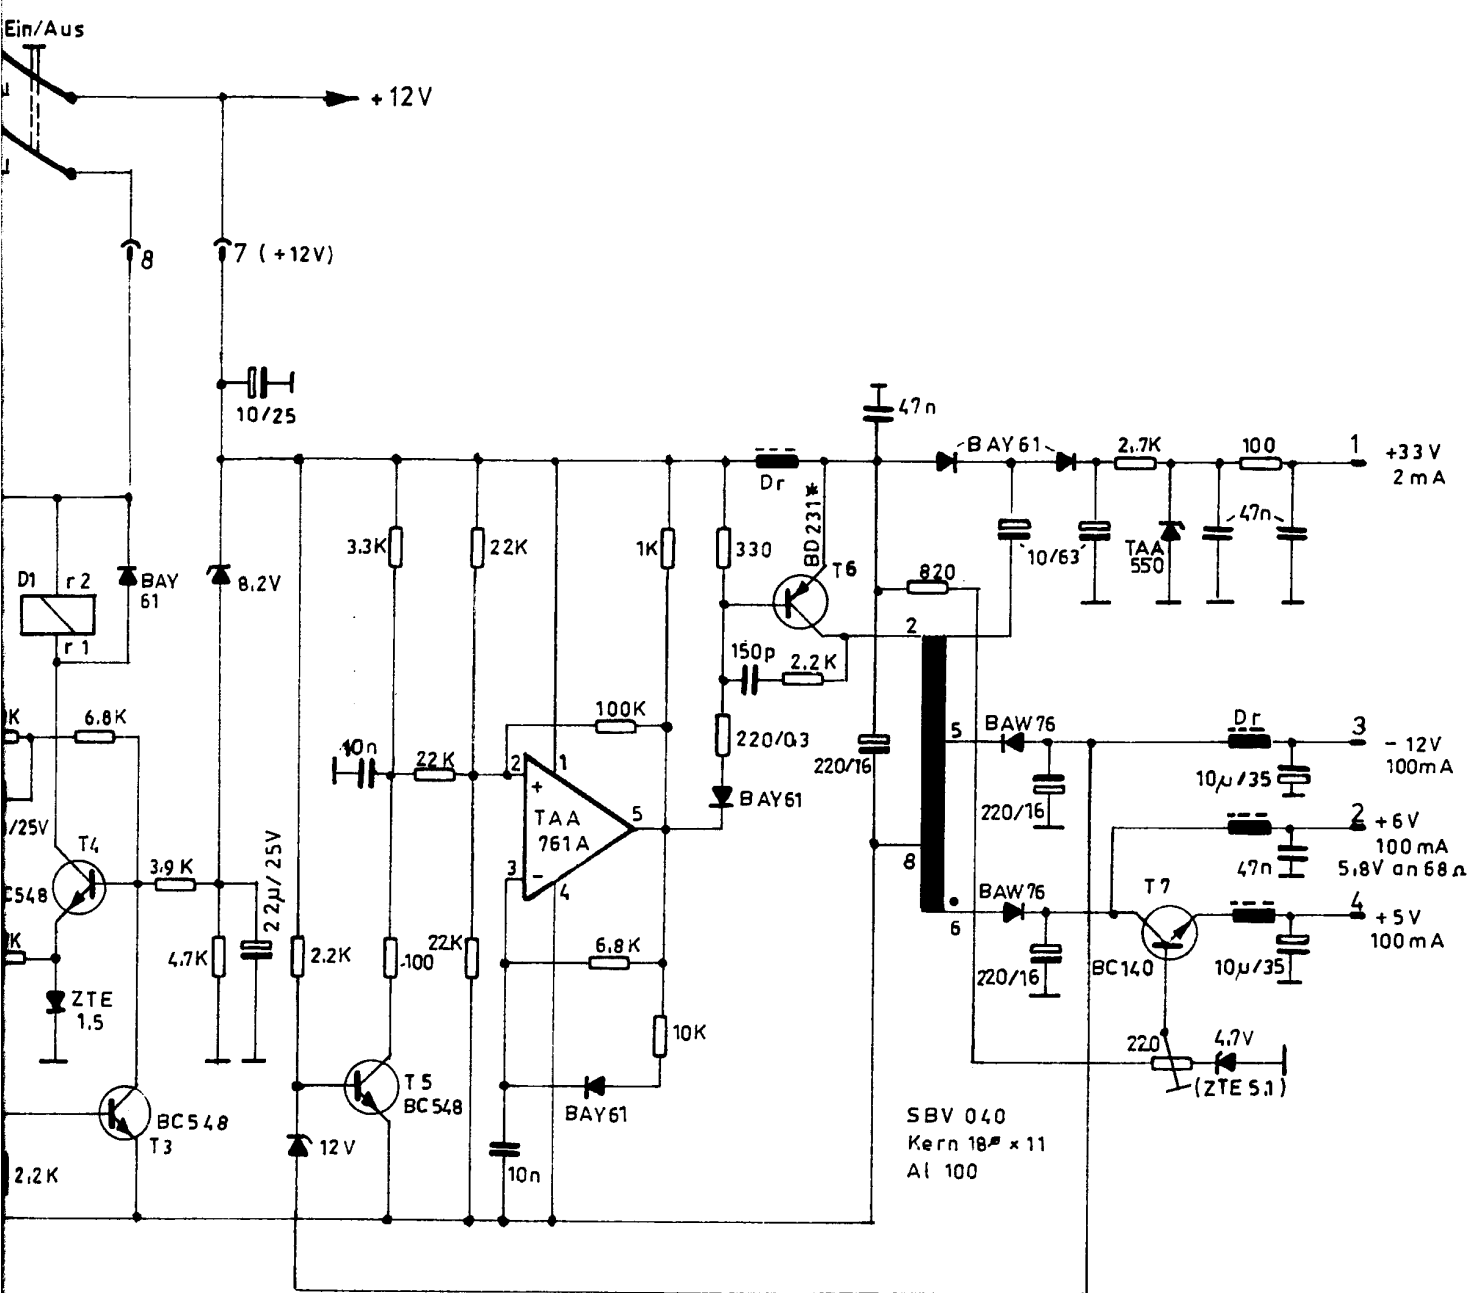 Ein/Aus
+12V
8
7 (+12V)
10/25
47n
BAY61
2.7K
100
1
+33V
2mA
Dr
BD231*
3.3K
22K
1K
330
T6
820
10/63
TAA
550
47n
D1
r2
r1
BAY
61
8.2V
2
150p
2.2K
K
6.8K
100K
220/0.3
220/16
5
BAW76
Dr
3
-12V
100mA
10n
22K
2
1
+
TAA
761A
5
BAY61
3
-
4
10µ/35
220/16
2
+6V
100mA
5,8V an 68Ω
47n
/25V
T4
C548
3.9K
22µ/25V
8
BAW76
6
T7
4
+5V
100mA
K
4.7K
2.2K
100
22K
6.8K
220/16
BC140
10µ/35
ZTE
1.5
10K
220
4.7V
(ZTE5.1)
T5
BC548
BAY61
BC548
T3
12V
10n
2.2K
SBV 040
Kern 18ø x 11
Al 100